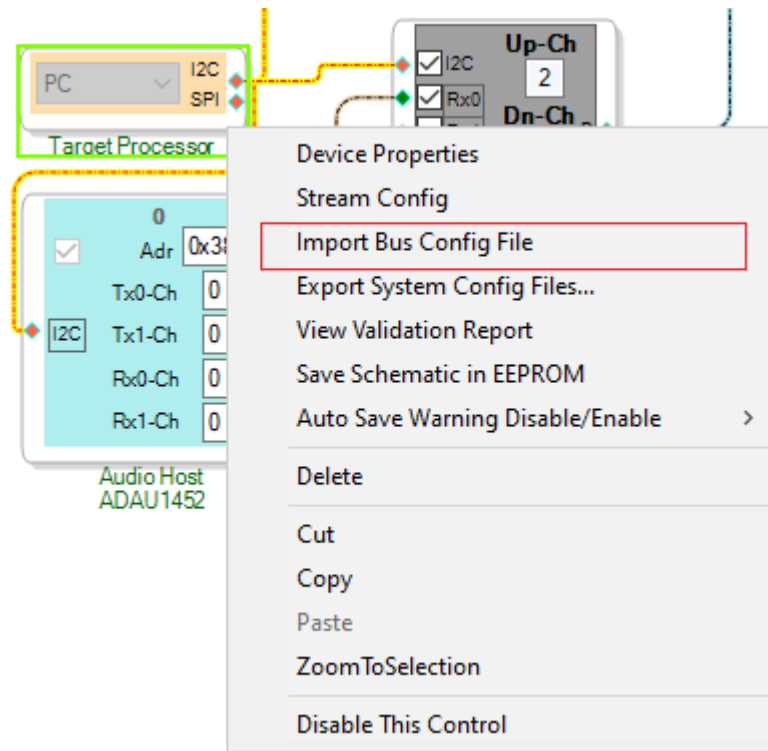 PC
I2C
SPI
Target Processor
Up-Ch
I2C
2
Rx0
Dn-Ch
0
Adr 0x38
Tx0-Ch 0
I2C Tx1-Ch 0
Rx0-Ch 0
Rx1-Ch 0
Audio Host
ADAU1452
Device Properties
Stream Config
Import Bus Config File
Export System Config Files...
View Validation Report
Save Schematic in EEPROM
Auto Save Warning Disable/Enable
Delete
Cut
Copy
Paste
ZoomToSelection
Disable This Control